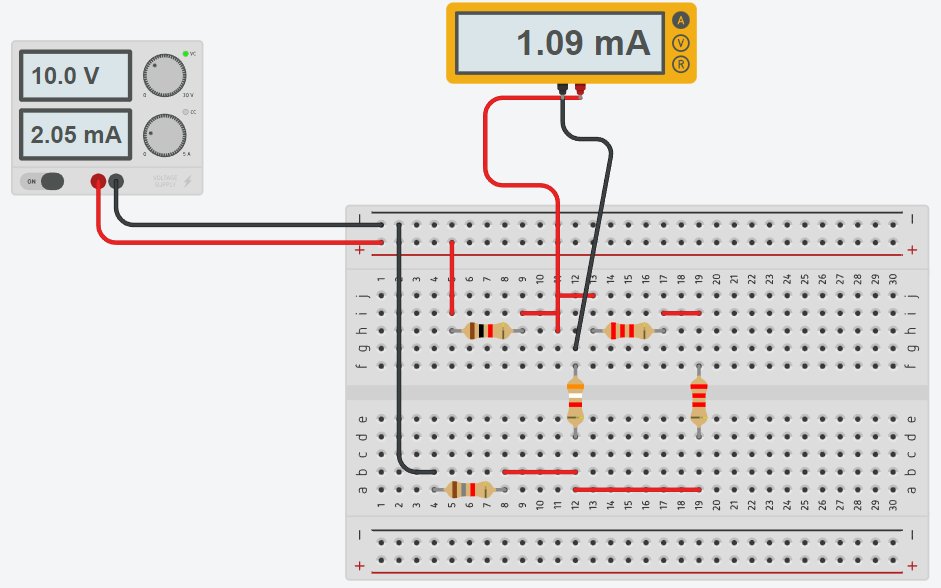 10.0 V
VC
0 30 V
2.05 mA
CC
0 5 A
ON
VOLTAGE
SUPPLY
1.09 mA
A
V
R
+ +
1 2 3 4 5 6 7 8 9 10 11 12 13 14 15 16 17 18 19 20 21 22 23 24 25 26 27 28 29 30
j j
i i
h h
g g
f f
e e
d d
c c
b b
a a
1 2 3 4 5 6 7 8 9 10 11 12 13 14 15 16 17 18 19 20 21 22 23 24 25 26 27 28 29 30
+ +